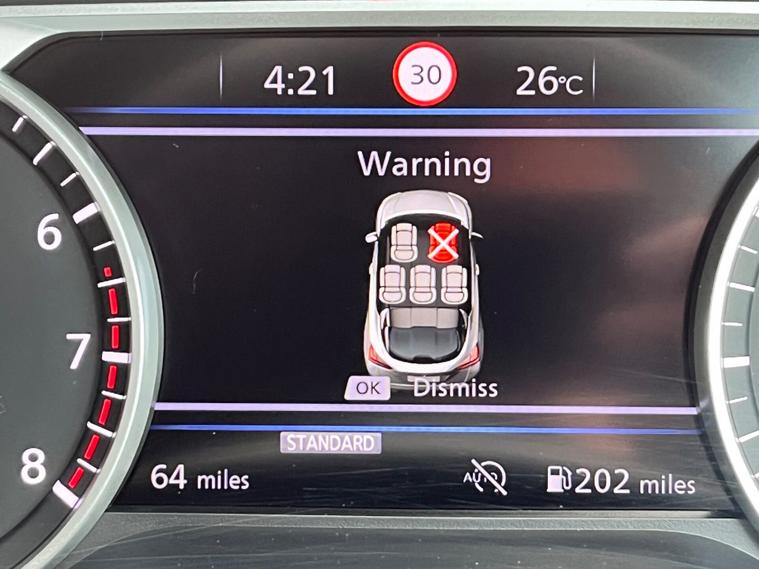 4:21 30 26°C
Warning
6
7
8
OK Dismiss
STANDARD
64 miles AUTO 202 miles